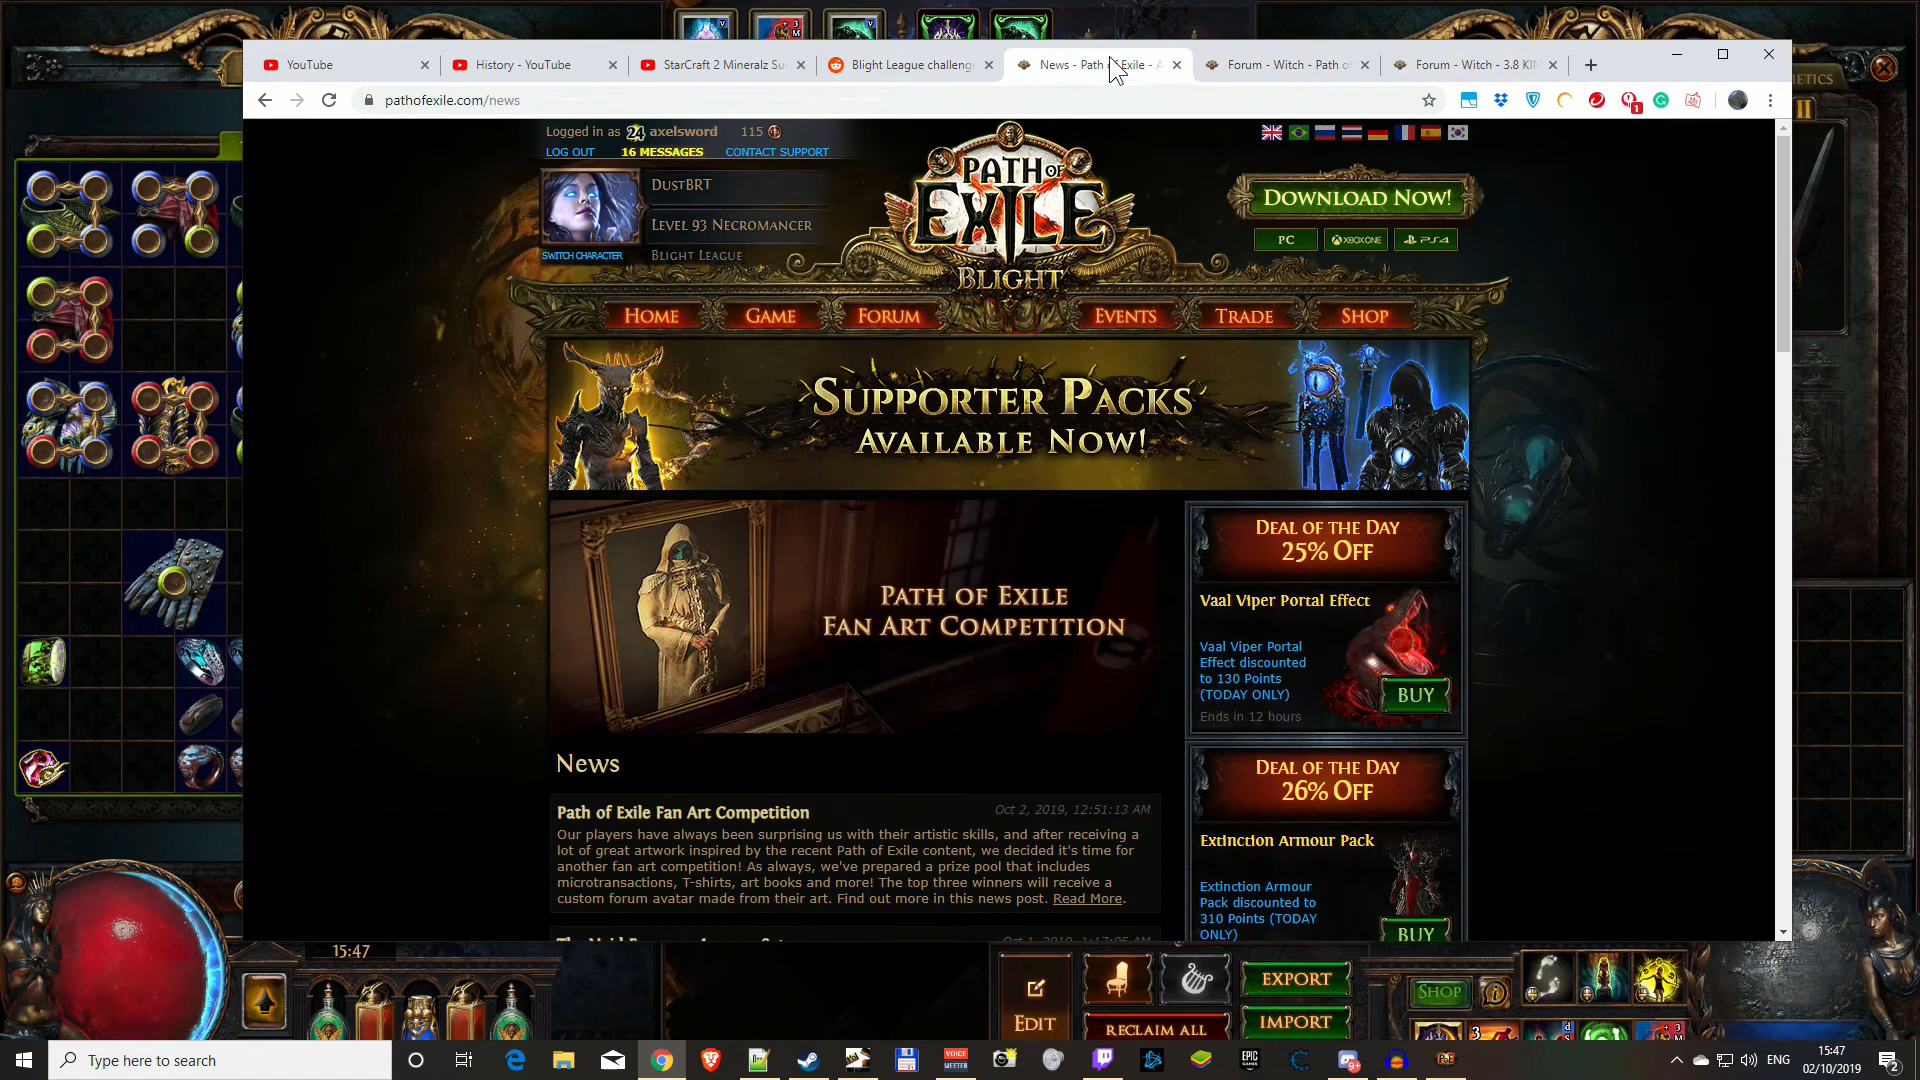 YouTube
History - YouTube
StarCraft 2 Mineralz Su
Blight League challenge
News - Path of Exile - A
Forum - Witch - Path of
Forum - Witch - 3.8 KIN
pathofexile.com/news
Logged in as 24 axelsword 115
LOG OUT 16 MESSAGES CONTACT SUPPORT
DustBRT
Level 93 Necromancer
SWITCH CHARACTER Blight League
PATH OF
EXILE
BLIGHT
Download Now!
PC XBOX ONE PS4
Home Game Forum Events Trade Shop
Supporter Packs
Available Now!
Path of Exile
Fan Art Competition
Deal of the Day
25% Off
Vaal Viper Portal Effect
Vaal Viper Portal
Effect discounted
to 130 Points
(TODAY ONLY)
Ends in 12 hours
BUY
News
Path of Exile Fan Art Competition Oct 2, 2019, 12:51:13 AM
Our players have always been surprising us with their artistic skills, and after receiving a
lot of great artwork inspired by the recent Path of Exile content, we decided it's time for
another fan art competition! As always, we've prepared a prize pool that includes
microtransactions, T-shirts, art books and more! The top three winners will receive a
custom forum avatar made from their art. Find out more in this news post. Read More.
Deal of the Day
26% Off
Extinction Armour Pack
Extinction Armour
Pack discounted
to 310 Points (TODAY
ONLY)
BUY
15:47
Edit
Reclaim All
Export
Import
Shop
Type here to search
VOICE
MEETER
EPIC
GAMES
ENG
15:47
02/10/2019